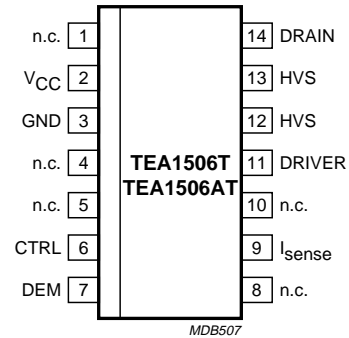 n.c. 1
VCC 2
GND 3
n.c. 4
n.c. 5
CTRL 6
DEM 7
TEA1506T
TEA1506AT
14 DRAIN
13 HVS
12 HVS
11 DRIVER
10 n.c.
9 Isense
8 n.c.
MDB507